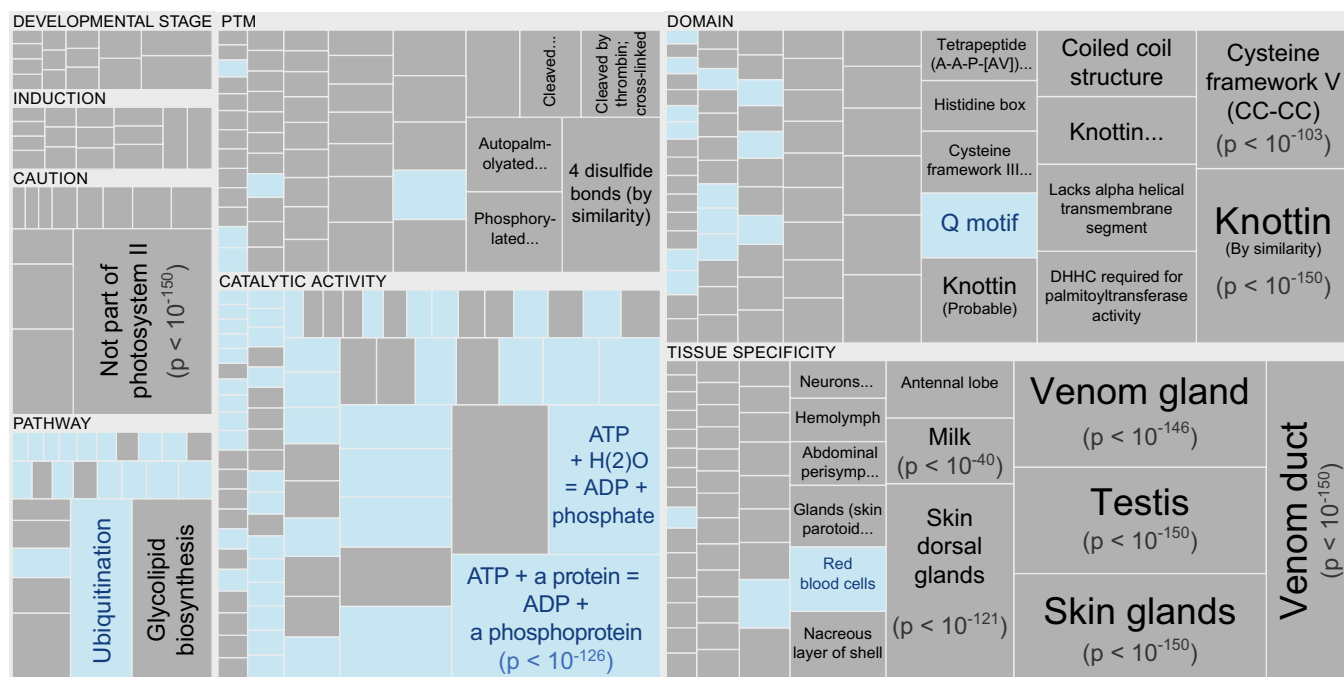 DEVELOPMENTAL STAGE
INDUCTION
CAUTION
Not part of
photosystem II
(p < 10^-150)
PATHWAY
Ubiquitination
Glycolipid
biosynthesis
PTM
Cleaved...
Cleaved by
thrombin;
cross-linked
Autopalm-
olyated...
Phosphory-
lated...
4 disulfide
bonds (by
similarity)
CATALYTIC ACTIVITY
ATP
+ H(2)O
= ADP +
phosphate
ATP + a protein =
ADP +
a phosphoprotein
(p < 10^-126)
DOMAIN
Tetrapeptide
(A-A-P-[AV])...
Histidine box
Cysteine
framework III...
Q motif
Knottin
(Probable)
Coiled coil
structure
Knottin...
Lacks alpha helical
transmembrane
segment
DHHC required for
palmitoyltransferase
activity
Cysteine
framework V
(CC-CC)
(p < 10^-103)
Knottin
(By similarity)
(p < 10^-150)
TISSUE SPECIFICITY
Neurons...
Hemolymph
Abdominal
perisymp...
Glands (skin
parotoid...
Red
blood cells
Nacreous
layer of shell
Antennal lobe
Milk
(p < 10^-40)
Skin
dorsal
glands
(p < 10^-121)
Venom gland
(p < 10^-146)
Testis
(p < 10^-150)
Skin glands
(p < 10^-150)
Venom duct
(p < 10^-150)